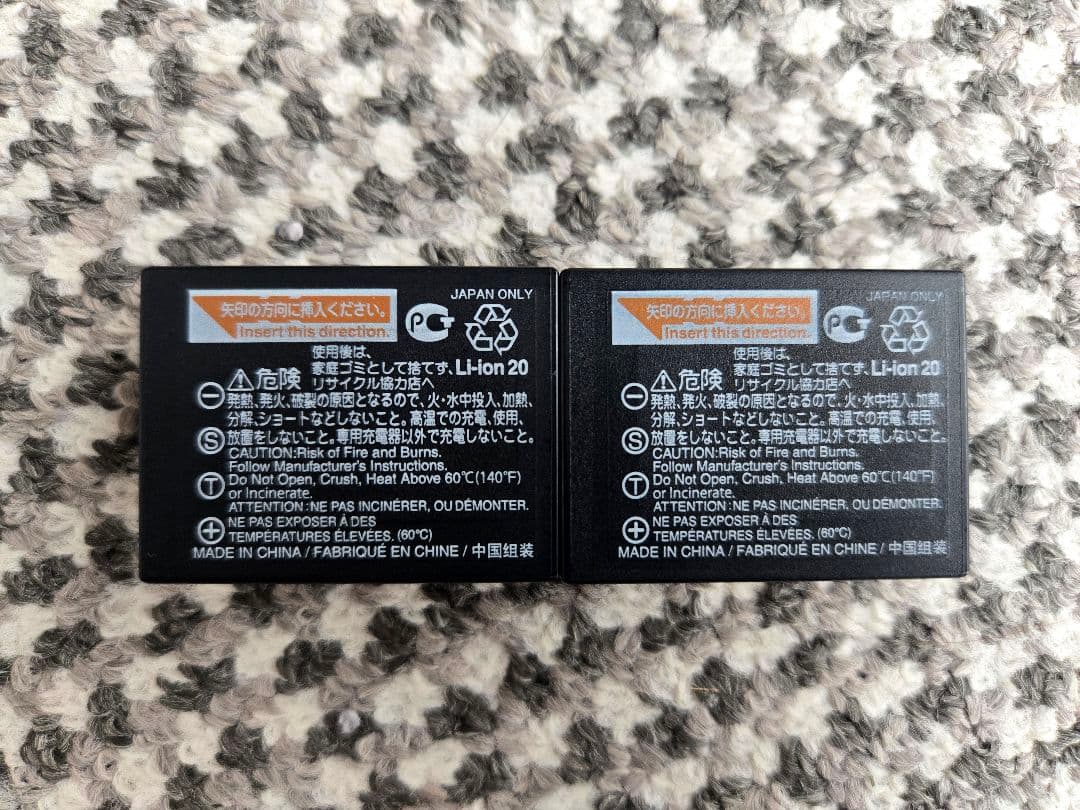 JAPAN ONLY
矢印の方向に挿入ください。
Insert this direction.
使用後は、
家庭ゴミとして捨てず、Li-ion 20
⚠危険 リサイクル協力店へ
発熱、発火、破裂の原因となるので、火・水中投入、加熱、
分解、ショートなどしないこと。高温での充電、使用、
放置をしないこと。専用充電器以外で充電しないこと。
CAUTION:Risk of Fire and Burns.
Follow Manufacturer's Instructions.
Do Not Open, Crush, Heat Above 60℃(140℉)
or Incinerate.
ATTENTION:NE PAS INCINÉRER, OU DÉMONTER.
NE PAS EXPOSER À DES
TEMPÉRATURES ÉLEVÉES. (60℃)
MADE IN CHINA / FABRIQUÉ EN CHINE / 中国组装
⊖
Ⓢ
Ⓣ
⊕
JAPAN ONLY
矢印の方向に挿入ください。
Insert this direction.
使用後は、
家庭ゴミとして捨てず、Li-ion 20
⚠危険 リサイクル協力店へ
発熱、発火、破裂の原因となるので、火・水中投入、加熱、
分解、ショートなどしないこと。高温での充電、使用、
放置をしないこと。専用充電器以外で充電しないこと。
CAUTION:Risk of Fire and Burns.
Follow Manufacturer's Instructions.
Do Not Open, Crush, Heat Above 60℃(140℉)
or Incinerate.
ATTENTION:NE PAS INCINÉRER, OU DÉMONTER.
NE PAS EXPOSER À DES
TEMPÉRATURES ÉLEVÉES. (60℃)
MADE IN CHINA / FABRIQUÉ EN CHINE / 中国组装
⊖
Ⓢ
Ⓣ
⊕